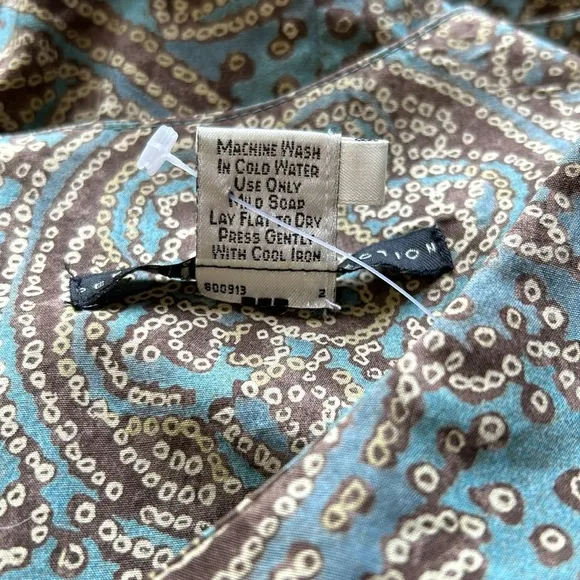 MACHINE WASH
IN COLD WATER
USE ONLY
MILD SOAP
LAY FLAT TO DRY
PRESS GENTLY
WITH COOL IRON
600913 2